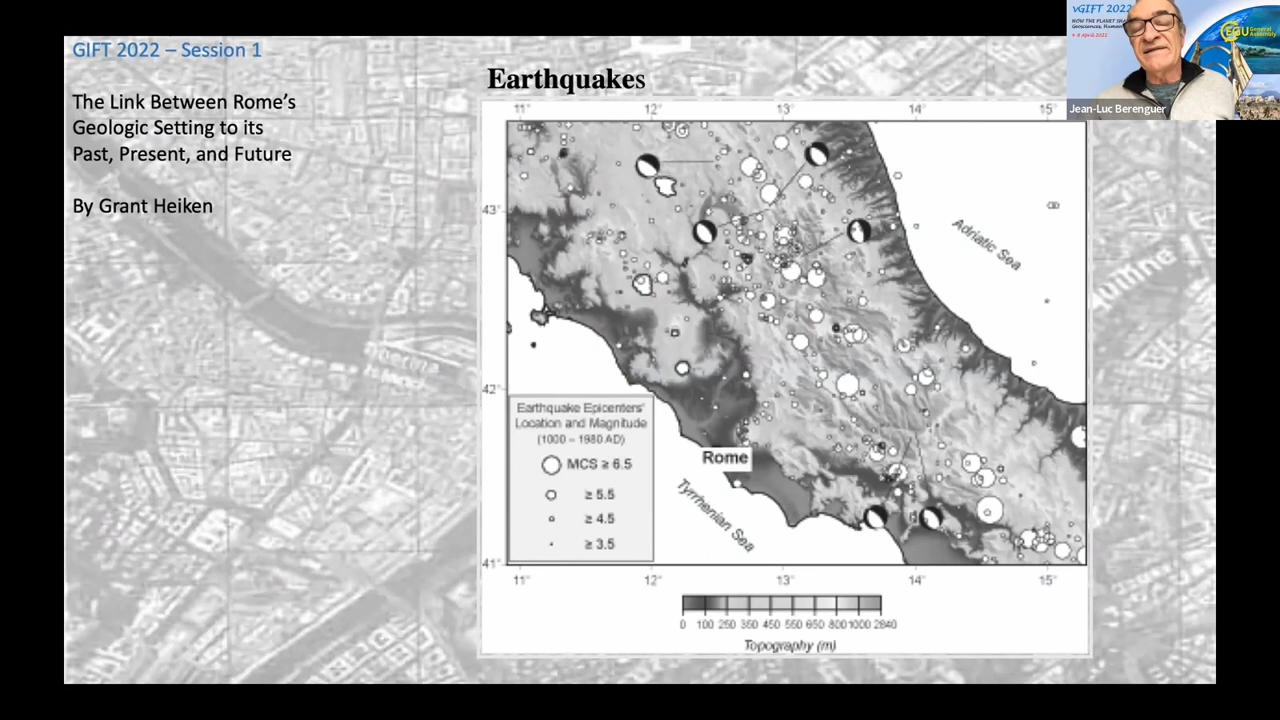 GIFT 2022 – Session 1
The Link Between Rome's
Geologic Setting to its
Past, Present, and Future
By Grant Heiken
Earthquakes
11° 12° 13° 14° 15°
43°
42°
41°
Adriatic Sea
Rome
Tyrrhenian Sea
Earthquake Epicenters'
Location and Magnitude
(1000 – 1980 AD)
MCS ≥ 6.5
≥ 5.5
≥ 4.5
≥ 3.5
11° 12° 13° 14° 15°
0 100 250 350 450 550 650 800 1000 2840
Topography (m)
vGIFT 2022
EGU General
Assembly
Jean-Luc Berenguer